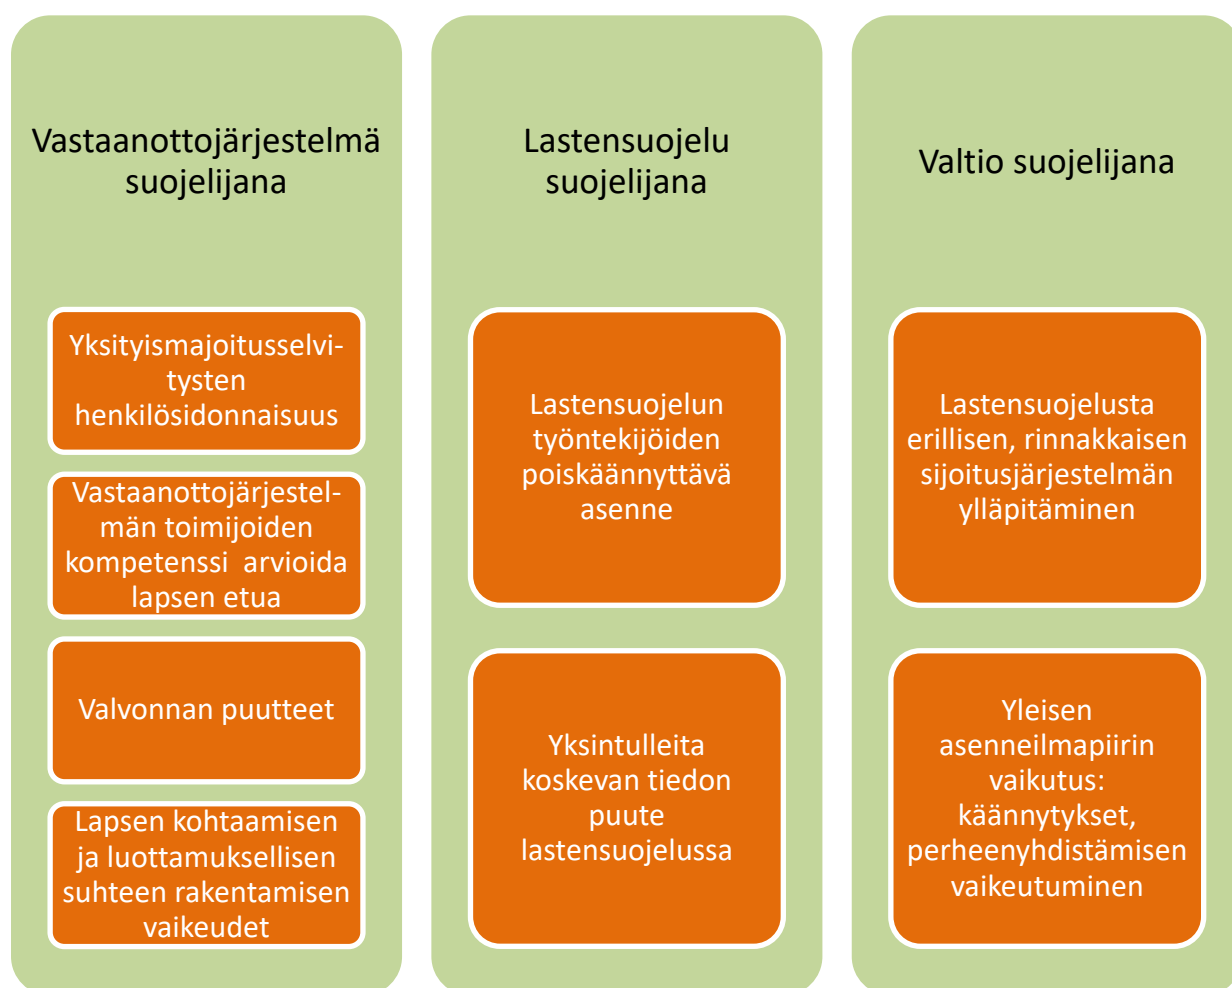 Vastaanottojärjestelmä
suojelijana
Yksityismajoitusselvi-
tysten
henkilösidonnaisuus
Vastaanottojärjestel-
män toimijoiden
kompetenssi arvioida
lapsen etua
Valvonnan puutteet
Lapsen kohtaamisen
ja luottamuksellisen
suhteen rakentamisen
vaikeudet
Lastensuojelu
suojelijana
Lastensuojelun
työntekijöiden
poiskäännyttävä
asenne
Yksintulleita
koskevan tiedon
puute
lastensuojelussa
Valtio suojelijana
Lastensuojelusta
erillisen, rinnakkaisen
sijoitusjärjestelmän
ylläpitäminen
Yleisen
asenneilmapiirin
vaikutus:
käännytykset,
perheenyhdistämisen
vaikeutuminen